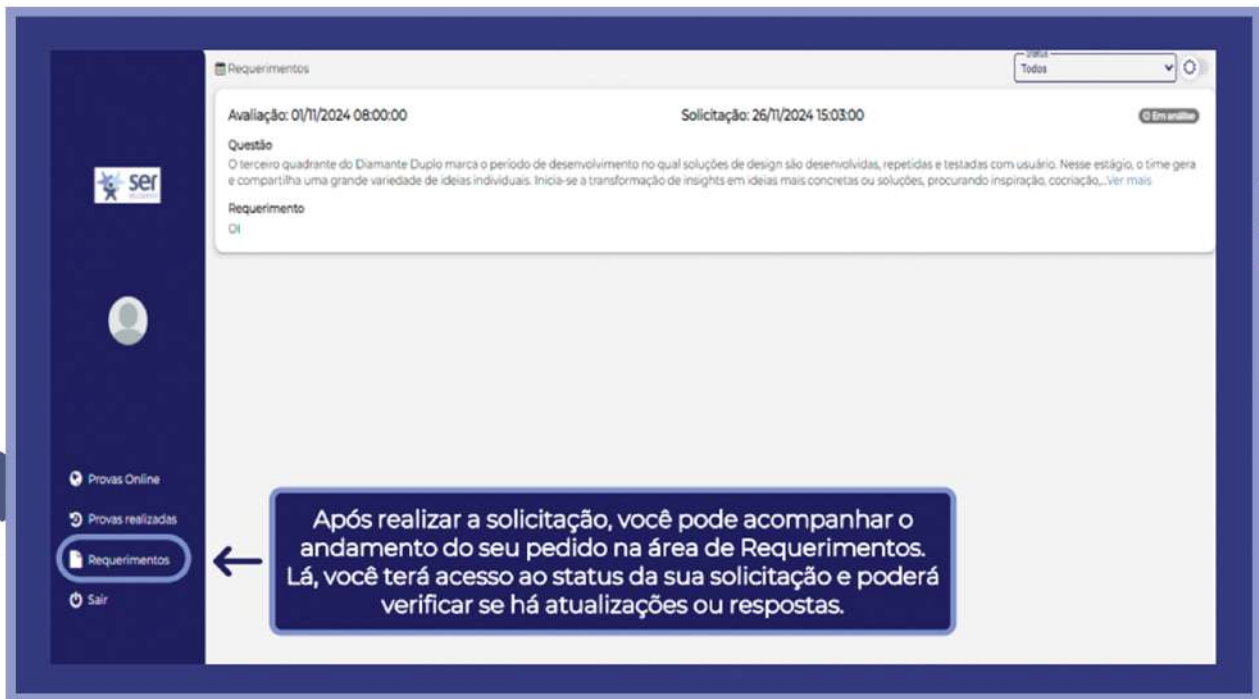 Requerimentos
Status
Todos
Avaliação: 01/11/2024 08:00:00
Solicitação: 26/11/2024 15:03:00
Em análise
Questão
O terceiro quadrante do Diamante Duplo marca o período de desenvolvimento no qual soluções de design são desenvolvidas, repetidas e testadas com usuário. Nesse estágio, o time gera
e compartilha uma grande variedade de ideias individuais. Inicia-se a transformação de insights em ideias mais concretas ou soluções, procurando inspiração, cocriação,...Ver mais
Requerimento
OI
ser
Provas Online
Provas realizadas
Requerimentos
Sair
Após realizar a solicitação, você pode acompanhar o
andamento do seu pedido na área de Requerimentos.
Lá, você terá acesso ao status da sua solicitação e poderá
verificar se há atualizações ou respostas.